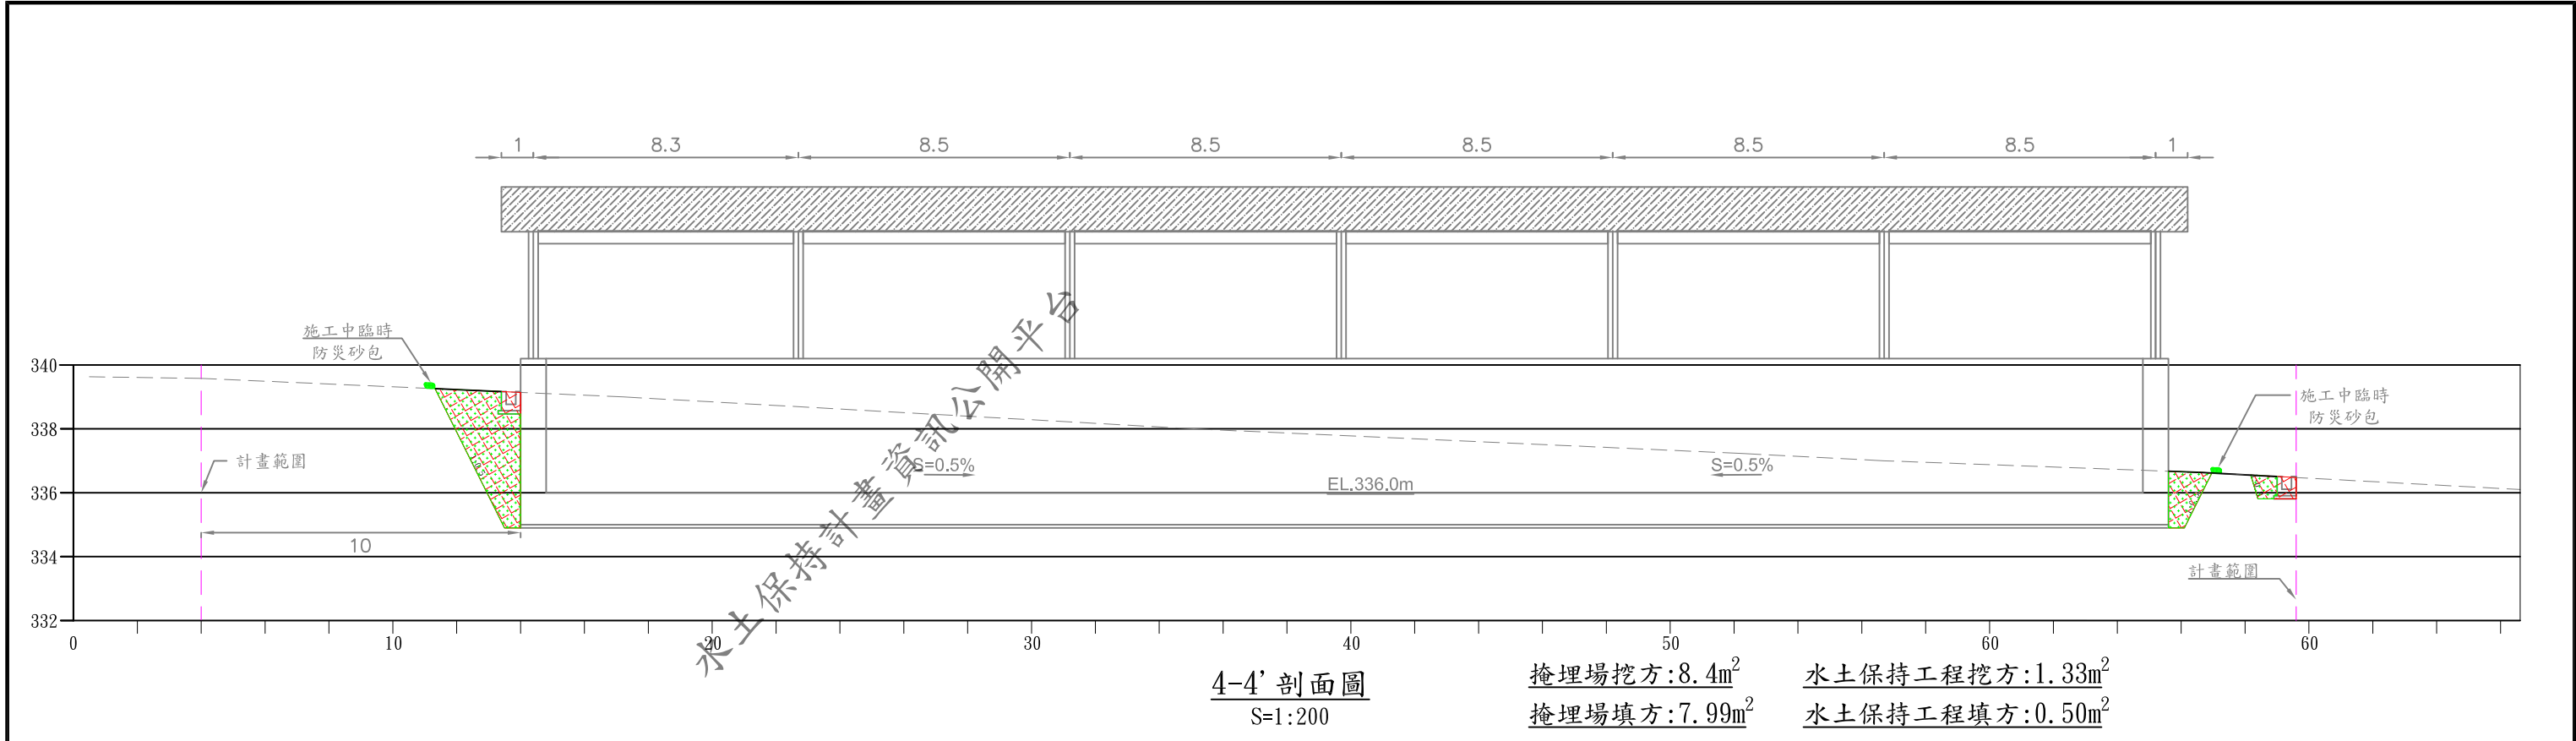 1 8.3 8.5 8.5 8.5 8.5 8.5 1
施工中臨時
防災砂包
340
338
336
334
332
計畫範圍
10
S=0.5%
EL.336.0m
S=0.5%
施工中臨時
防災砂包
計畫範圍
0 10 20 30 40 50 60 60
水土保持計畫資訊公開平台
4-4' 剖面圖
S=1:200
掩埋場挖方:8.4m² 水土保持工程挖方:1.33m²
掩埋場填方:7.99m² 水土保持工程填方:0.50m²